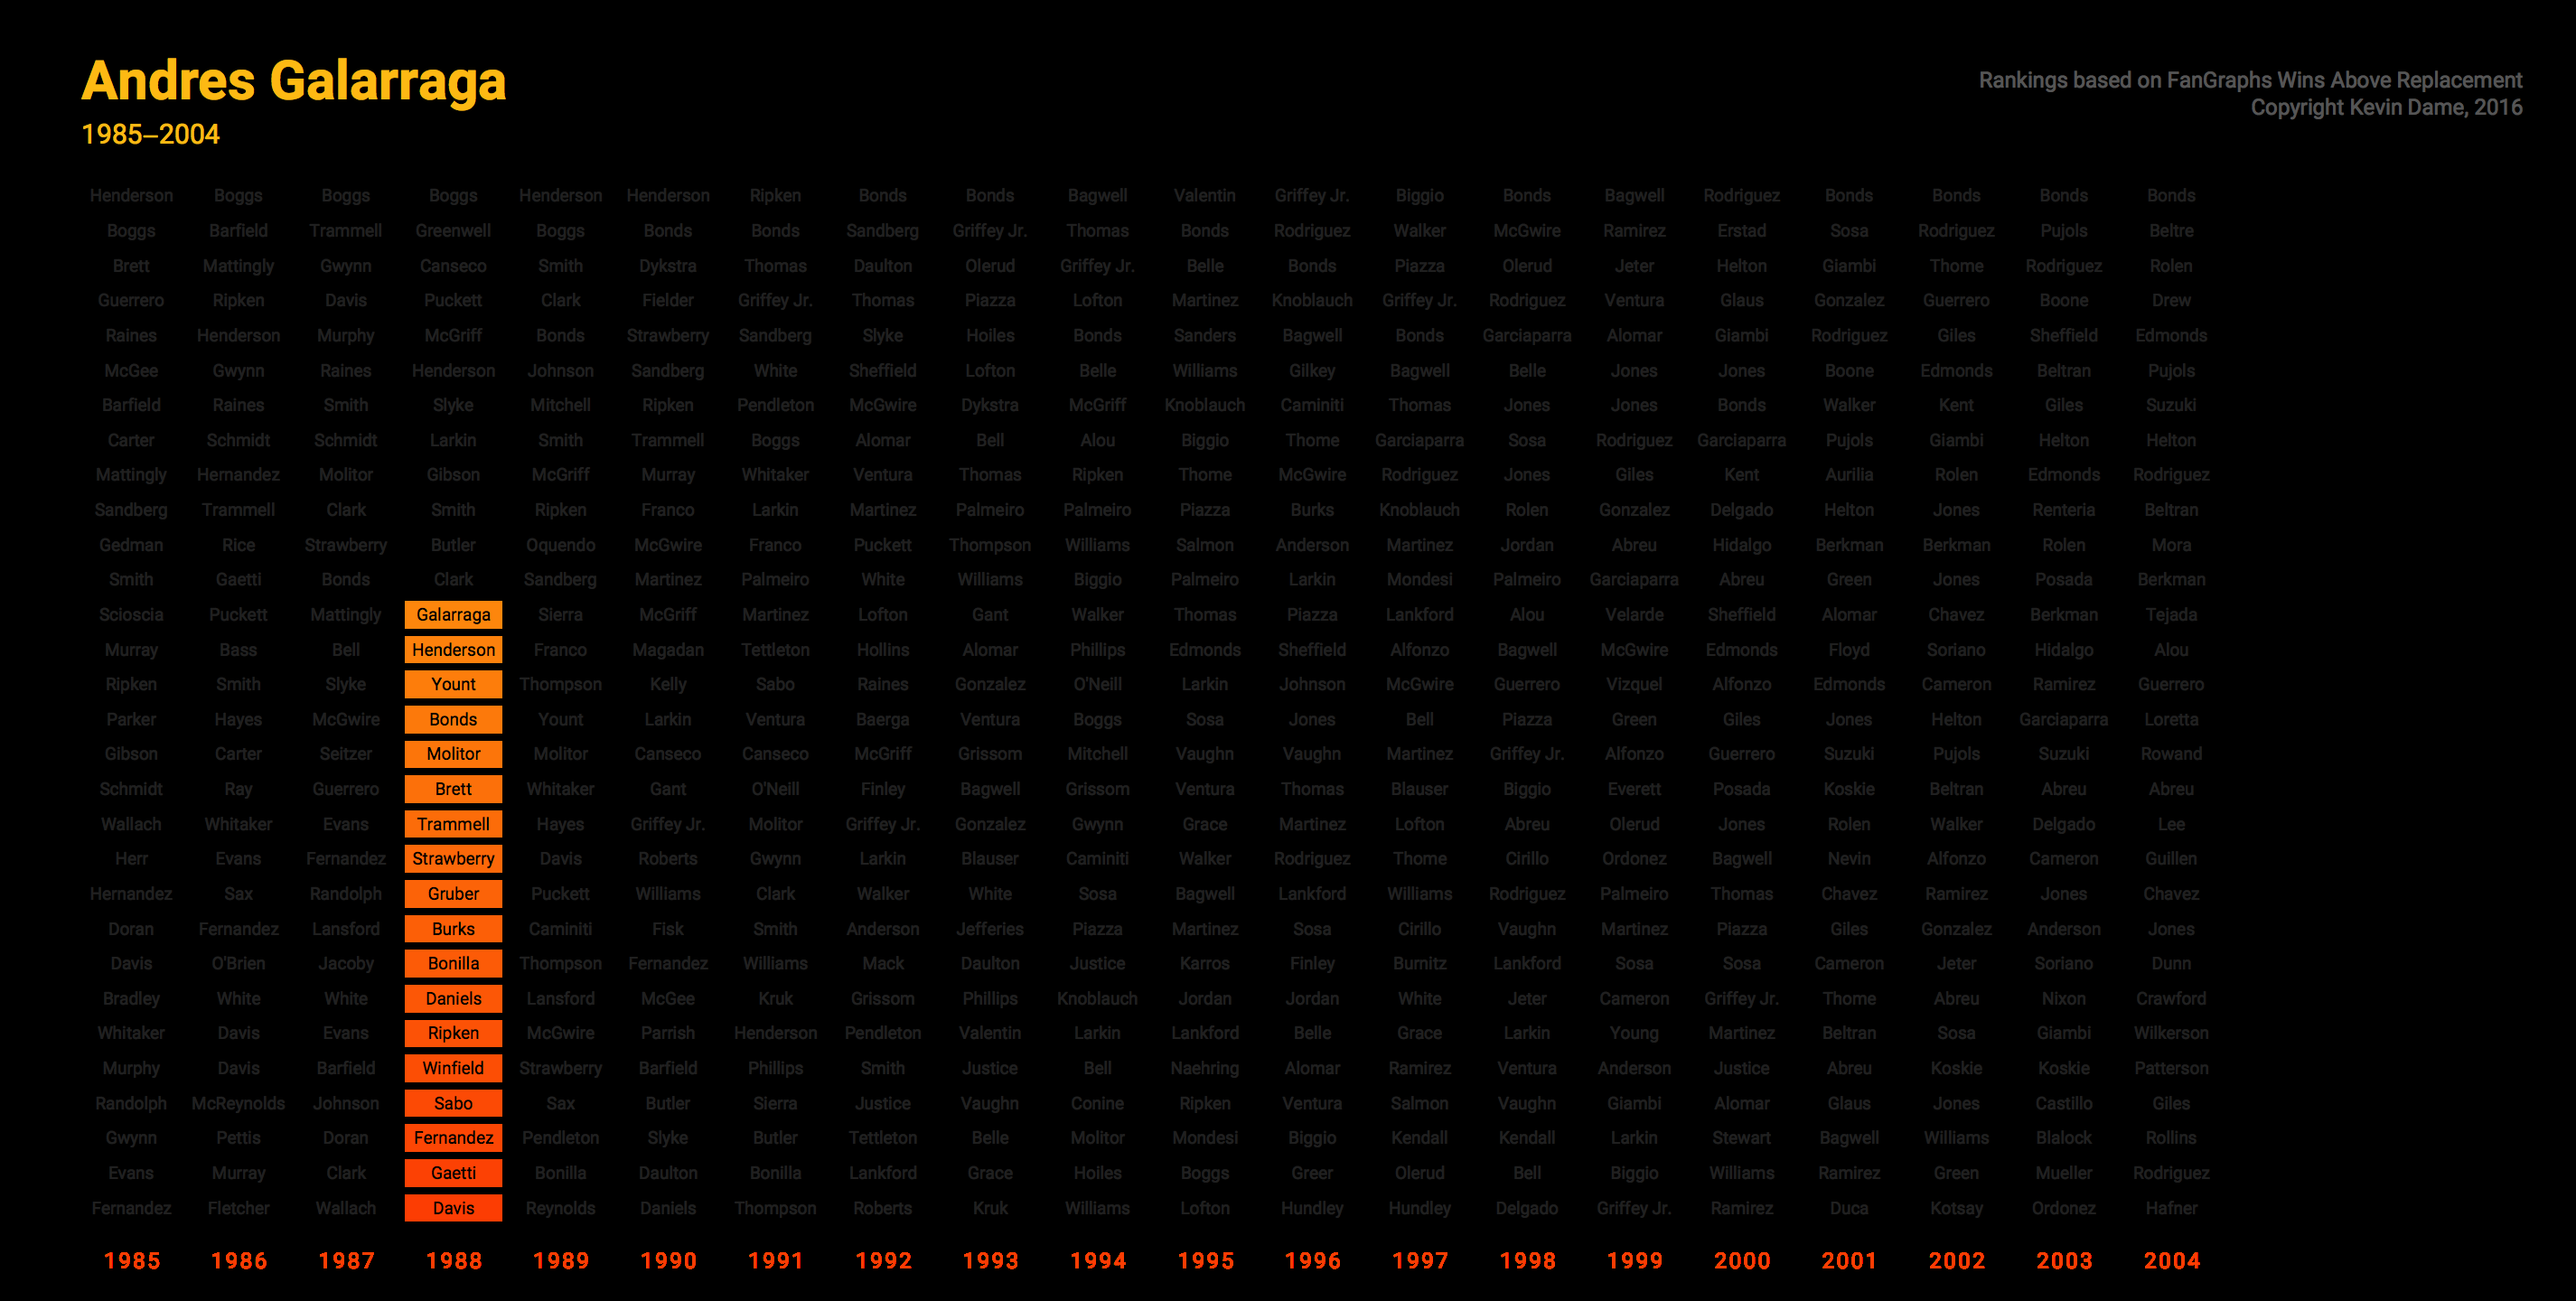 Andres Galarraga
1985–2004
Rankings based on FanGraphs Wins Above Replacement
Copyright Kevin Dame, 2016
Henderson Boggs Boggs Boggs Henderson Henderson Ripken Bonds Bonds Bagwell Valentin Griffey Jr. Biggio Bonds Bagwell Rodriguez Bonds Bonds Bonds Bonds
Boggs Barfield Trammell Greenwell Boggs Bonds Bonds Sandberg Griffey Jr. Thomas Bonds Rodriguez Walker McGwire Ramirez Erstad Sosa Rodriguez Pujols Beltre
Brett Mattingly Gwynn Canseco Smith Dykstra Thomas Daulton Olerud Griffey Jr. Belle Bonds Piazza Olerud Jeter Helton Giambi Thome Rodriguez Rolen
Guerrero Ripken Davis Puckett Clark Fielder Griffey Jr. Thomas Piazza Lofton Martinez Knoblauch Griffey Jr. Rodriguez Ventura Glaus Gonzalez Guerrero Boone Drew
Raines Henderson Murphy McGriff Bonds Strawberry Sandberg Slyke Hoiles Bonds Sanders Bagwell Bonds Garciaparra Alomar Giambi Rodriguez Giles Sheffield Edmonds
McGee Gwynn Raines Henderson Johnson Sandberg White Sheffield Lofton Belle Williams Gilkey Bagwell Belle Jones Jones Boone Edmonds Beltran Pujols
Barfield Raines Smith Slyke Mitchell Ripken Pendleton McGwire Dykstra McGriff Knoblauch Caminiti Thomas Jones Jones Bonds Walker Kent Giles Suzuki
Carter Schmidt Schmidt Larkin Smith Trammell Boggs Alomar Bell Alou Biggio Thome Garciaparra Sosa Rodriguez Garciaparra Pujols Giambi Helton Helton
Mattingly Hernandez Molitor Gibson McGriff Murray Whitaker Ventura Thomas Ripken Thome McGwire Rodriguez Jones Giles Kent Aurilia Rolen Edmonds Rodriguez
Sandberg Trammell Clark Smith Ripken Franco Larkin Martinez Palmeiro Palmeiro Piazza Burks Knoblauch Rolen Gonzalez Delgado Helton Jones Renteria Beltran
Gedman Rice Strawberry Butler Oquendo McGwire Franco Puckett Thompson Williams Salmon Anderson Martinez Jordan Abreu Hidalgo Berkman Berkman Rolen Mora
Smith Gaetti Bonds Clark Sandberg Martinez Palmeiro White Williams Biggio Palmeiro Larkin Mondesi Palmeiro Garciaparra Abreu Green Jones Posada Berkman
Scioscia Puckett Mattingly Galarraga Sierra McGriff Martinez Lofton Gant Walker Thomas Piazza Lankford Alou Velarde Sheffield Alomar Chavez Berkman Tejada
Murray Bass Bell Henderson Franco Magadan Tettleton Hollins Alomar Phillips Edmonds Sheffield Alfonzo Bagwell McGwire Edmonds Floyd Soriano Hidalgo Alou
Ripken Smith Slyke Yount Thompson Kelly Sabo Raines Gonzalez O'Neill Larkin Johnson McGwire Guerrero Vizquel Alfonzo Edmonds Cameron Ramirez Guerrero
Parker Hayes McGwire Bonds Yount Larkin Ventura Baerga Ventura Boggs Sosa Jones Bell Piazza Green Giles Jones Helton Garciaparra Loretta
Gibson Carter Seitzer Molitor Molitor Canseco Canseco McGriff Grissom Mitchell Vaughn Vaughn Martinez Griffey Jr. Alfonzo Guerrero Suzuki Pujols Suzuki Rowand
Schmidt Ray Guerrero Brett Whitaker Gant O'Neill Finley Bagwell Grissom Ventura Thomas Blauser Biggio Everett Posada Koskie Beltran Abreu Abreu
Wallach Whitaker Evans Trammell Hayes Griffey Jr. Molitor Griffey Jr. Gonzalez Gwynn Grace Martinez Lofton Abreu Olerud Jones Rolen Walker Delgado Lee
Herr Evans Fernandez Strawberry Davis Roberts Gwynn Larkin Blauser Caminiti Walker Rodriguez Thome Cirillo Ordonez Bagwell Nevin Alfonzo Cameron Guillen
Hernandez Sax Randolph Gruber Puckett Williams Clark Walker White Sosa Bagwell Lankford Williams Rodriguez Palmeiro Thomas Chavez Ramirez Jones Chavez
Doran Fernandez Lansford Burks Caminiti Fisk Smith Anderson Jefferies Piazza Martinez Sosa Cirillo Vaughn Martinez Piazza Giles Gonzalez Anderson Jones
Davis O'Brien Jacoby Bonilla Thompson Fernandez Williams Mack Daulton Justice Karros Finley Burnitz Lankford Sosa Sosa Cameron Jeter Soriano Dunn
Bradley White White Daniels Lansford McGee Kruk Grissom Phillips Knoblauch Jordan Jordan White Jeter Cameron Griffey Jr. Thome Abreu Nixon Crawford
Whitaker Davis Evans Ripken McGwire Parrish Henderson Pendleton Valentin Larkin Lankford Belle Grace Larkin Young Martinez Beltran Sosa Giambi Wilkerson
Murphy Davis Barfield Winfield Strawberry Barfield Phillips Smith Justice Bell Naehring Alomar Ramirez Ventura Anderson Justice Abreu Koskie Koskie Patterson
Randolph McReynolds Johnson Sabo Sax Butler Sierra Justice Vaughn Conine Ripken Ventura Salmon Vaughn Giambi Alomar Glaus Jones Castillo Giles
Gwynn Pettis Doran Fernandez Pendleton Slyke Butler Tettleton Belle Molitor Mondesi Biggio Kendall Kendall Larkin Stewart Bagwell Williams Blalock Rollins
Evans Murray Clark Gaetti Bonilla Daulton Bonilla Lankford Grace Hoiles Boggs Greer Olerud Bell Biggio Williams Ramirez Green Mueller Rodriguez
Fernandez Fletcher Wallach Davis Reynolds Daniels Thompson Roberts Kruk Williams Lofton Hundley Hundley Delgado Griffey Jr. Ramirez Duca Kotsay Ordonez Hafner
1985 1986 1987 1988 1989 1990 1991 1992 1993 1994 1995 1996 1997 1998 1999 2000 2001 2002 2003 2004